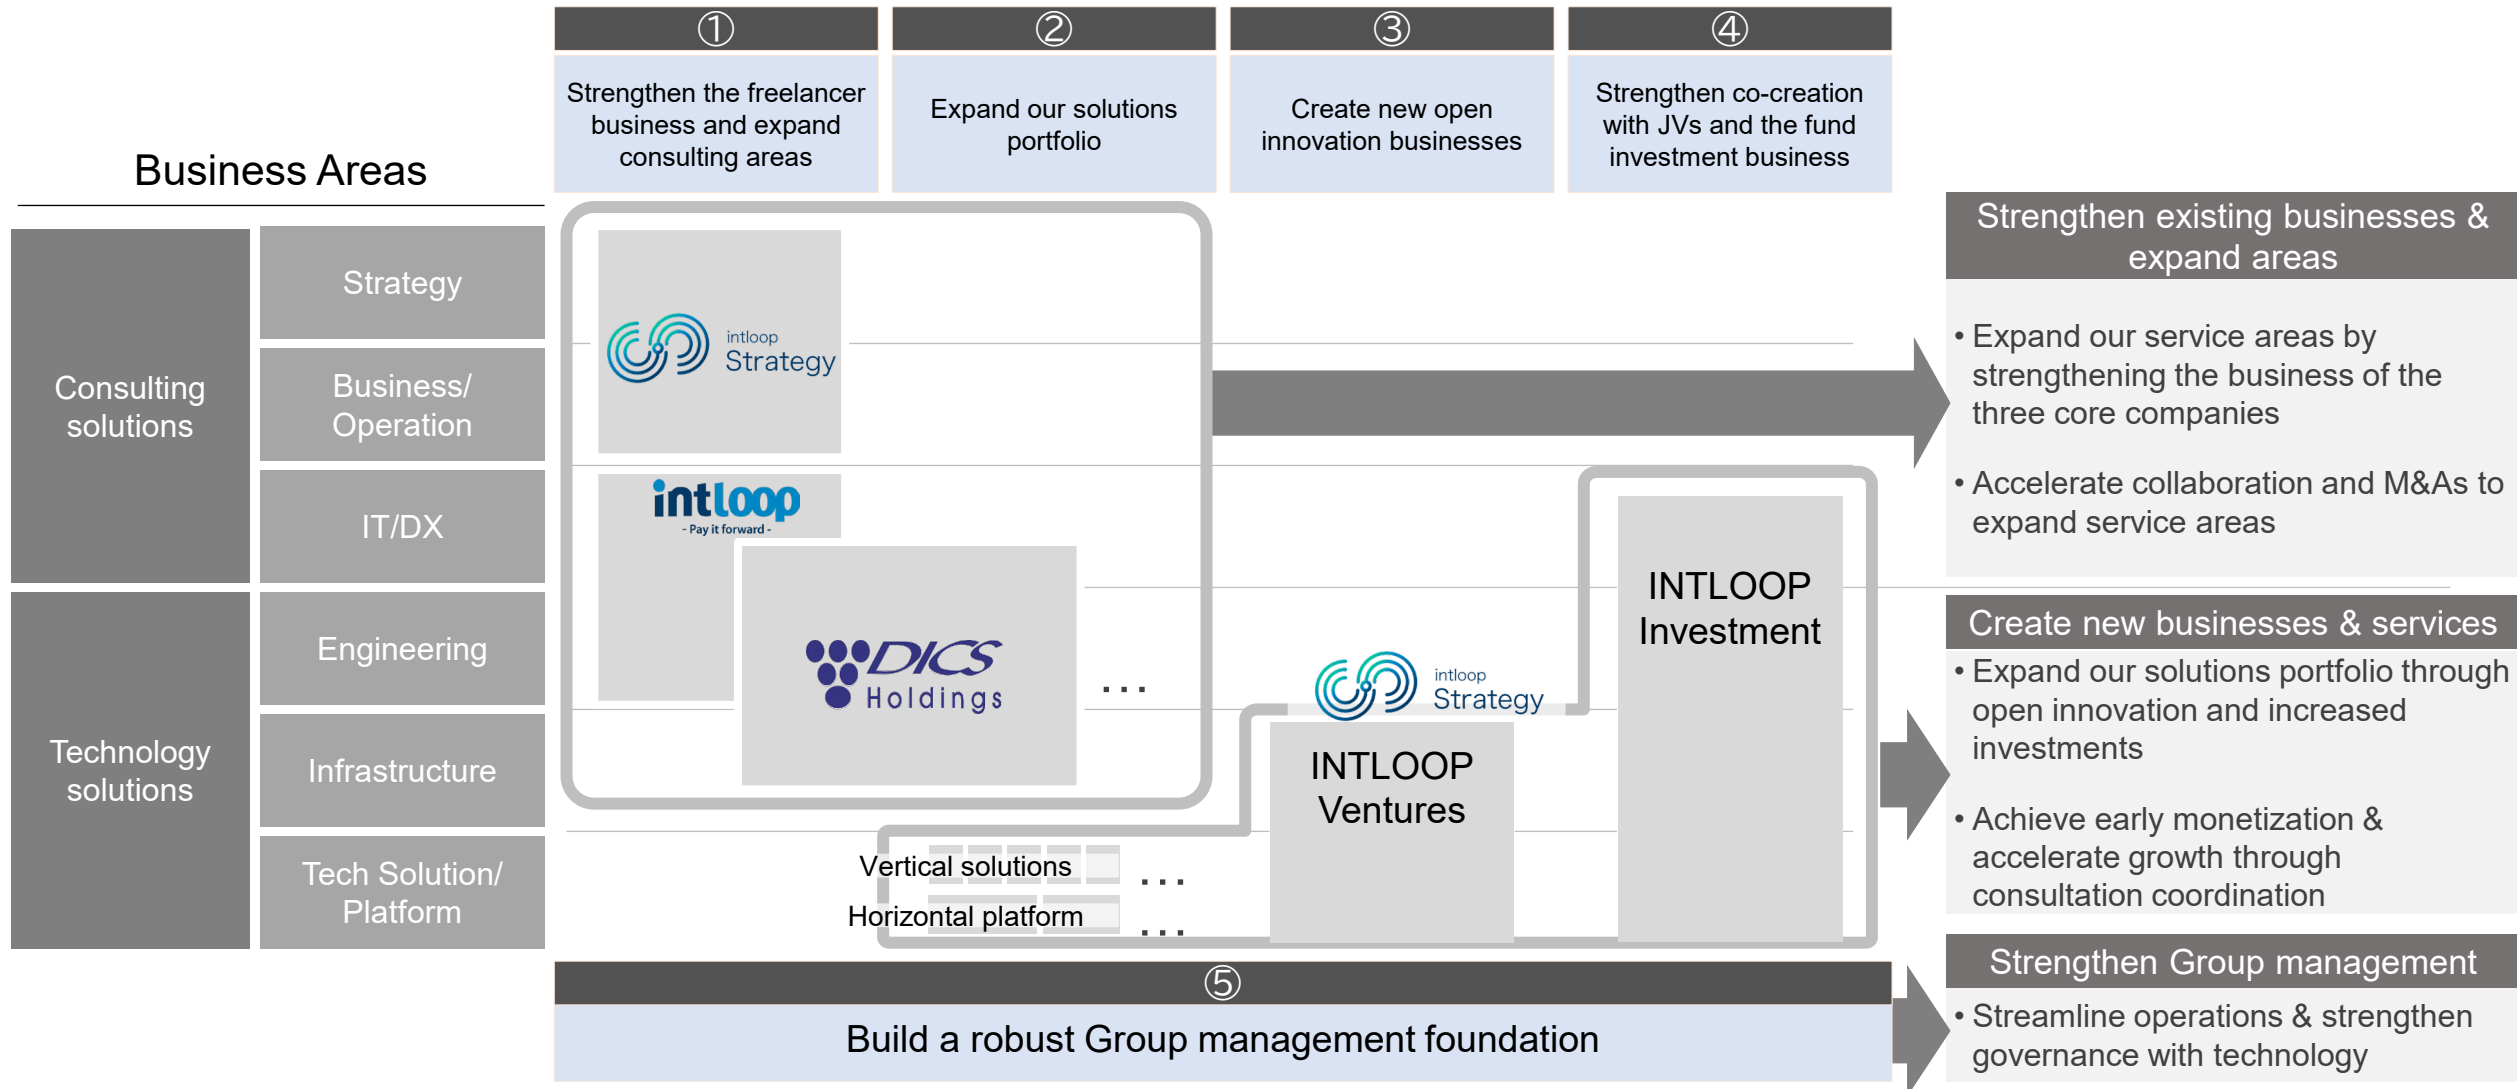 ①
②
③
④
Strengthen the freelancer
business and expand
consulting areas
Expand our solutions
portfolio
Create new open
innovation businesses
Strengthen co-creation
with JVs and the fund
investment business
Business Areas
Consulting
solutions
Strategy
Business/
Operation
IT/DX
Technology
solutions
Engineering
Infrastructure
Tech Solution/
Platform
intloop
Strategy
intloop
- Pay it forward -
DICS
Holdings
...
Vertical solutions
...
Horizontal platform
...
intloop
Strategy
INTLOOP
Ventures
INTLOOP
Investment
Strengthen existing businesses &
expand areas
• Expand our service areas by
strengthening the business of the
three core companies
• Accelerate collaboration and M&As to
expand service areas
Create new businesses & services
• Expand our solutions portfolio through
open innovation and increased
investments
• Achieve early monetization &
accelerate growth through
consultation coordination
⑤
Build a robust Group management foundation
Strengthen Group management
• Streamline operations & strengthen
governance with technology